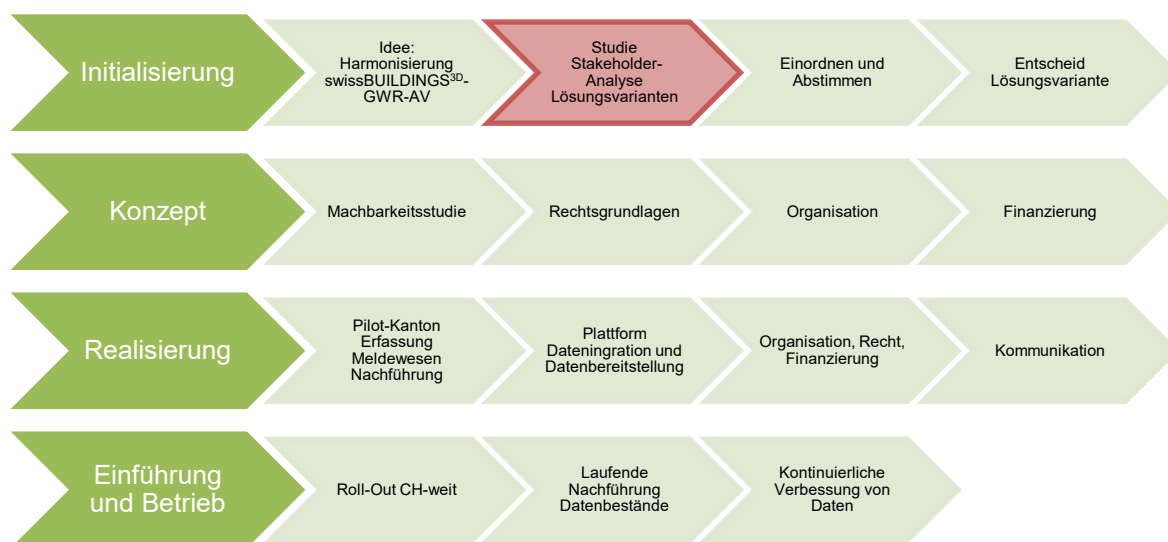 Initialisierung
Idee:
Harmonisierung
swissBUILDINGS3D-
GWR-AV
Studie
Stakeholder-
Analyse
Lösungsvarianten
Einordnen und
Abstimmen
Entscheid
Lösungsvariante
Konzept
Machbarkeitsstudie
Rechtsgrundlagen
Organisation
Finanzierung
Realisierung
Pilot-Kanton
Erfassung
Meldewesen
Nachführung
Plattform
Dateningration und
Datenbereitstellung
Organisation, Recht,
Finanzierung
Kommunikation
Einführung
und Betrieb
Roll-Out CH-weit
Laufende
Nachführung
Datenbestände
Kontinuierliche
Verbessung von
Daten